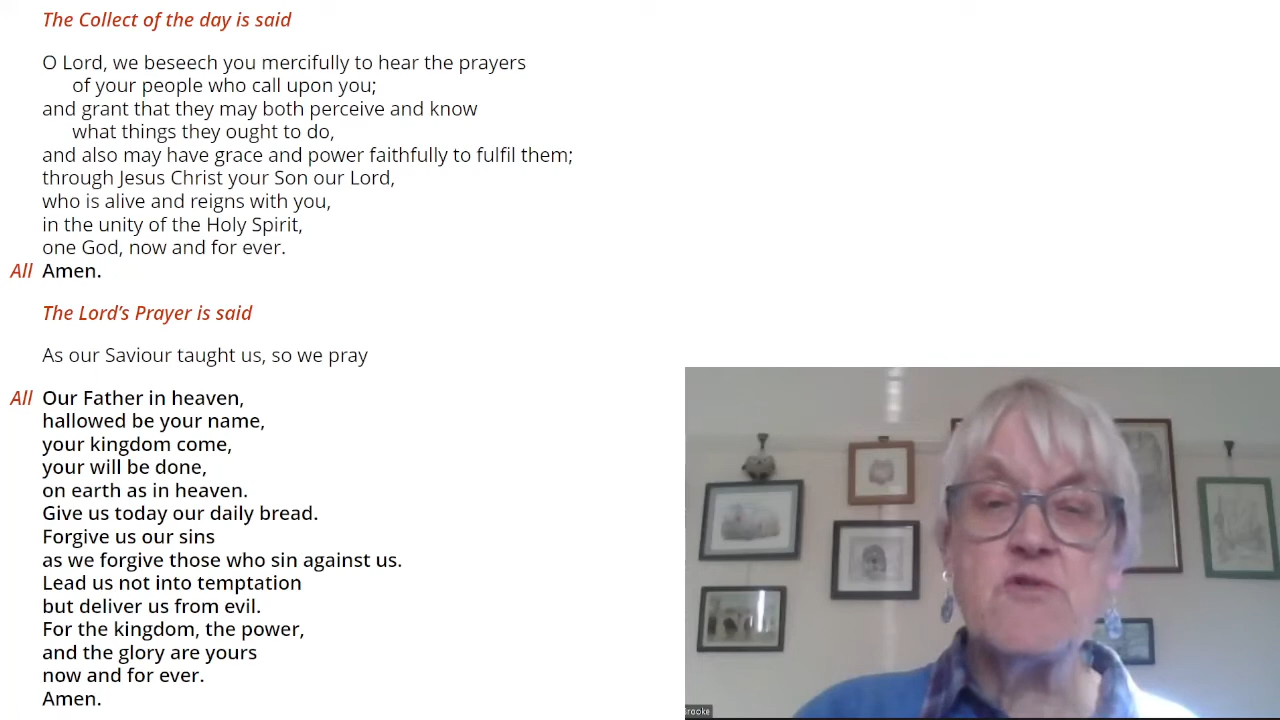 The Collect of the day is said
O Lord, we beseech you mercifully to hear the prayers
of your people who call upon you;
and grant that they may both perceive and know
what things they ought to do,
and also may have grace and power faithfully to fulfil them;
through Jesus Christ your Son our Lord,
who is alive and reigns with you,
in the unity of the Holy Spirit,
one God, now and for ever.
All Amen.
The Lord’s Prayer is said
As our Saviour taught us, so we pray
All Our Father in heaven,
hallowed be your name,
your kingdom come,
your will be done,
on earth as in heaven.
Give us today our daily bread.
Forgive us our sins
as we forgive those who sin against us.
Lead us not into temptation
but deliver us from evil.
For the kingdom, the power,
and the glory are yours
now and for ever.
Amen.